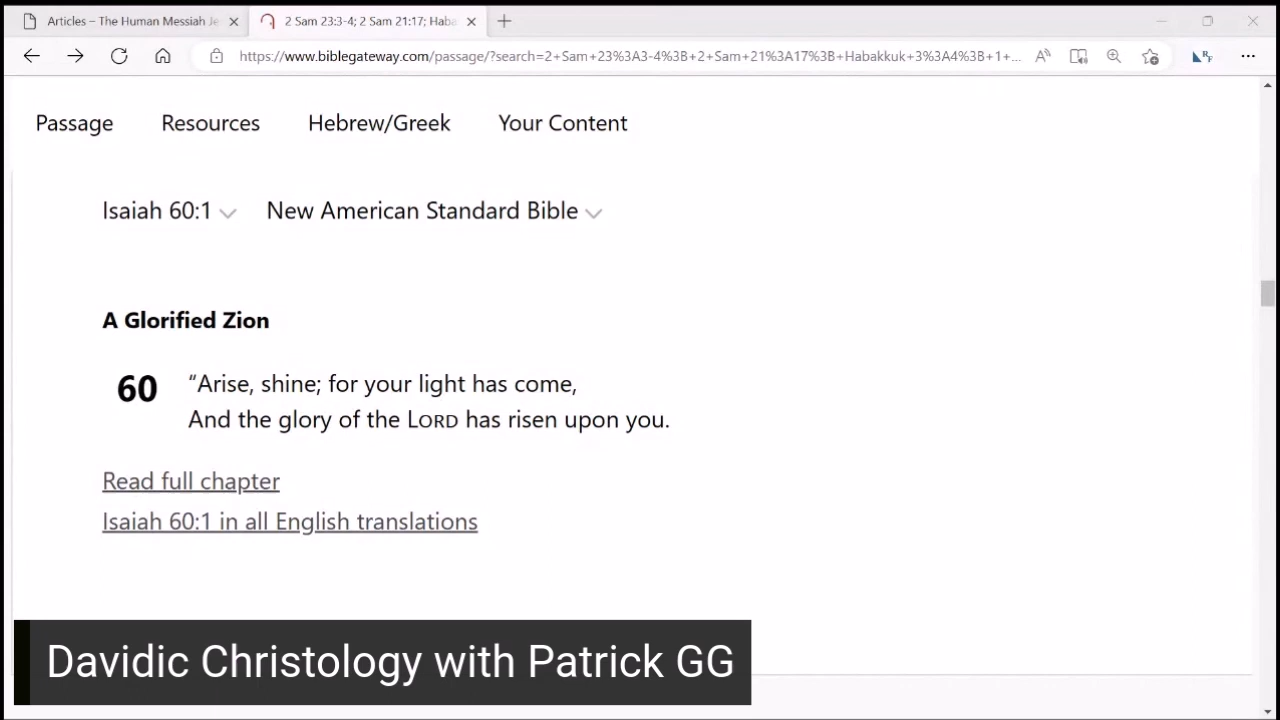 Articles – The Human Messiah Je
2 Sam 23:3-4; 2 Sam 21:17; Haba
https://www.biblegateway.com/passage/?search=2+Sam+23%3A3-4%3B+2+Sam+21%3A17%3B+Habakkuk+3%3A4%3B+1+...
Passage Resources Hebrew/Greek Your Content
Isaiah 60:1 New American Standard Bible
A Glorified Zion
60 “Arise, shine; for your light has come,
And the glory of the LORD has risen upon you.
Read full chapter
Isaiah 60:1 in all English translations
Davidic Christology with Patrick GG